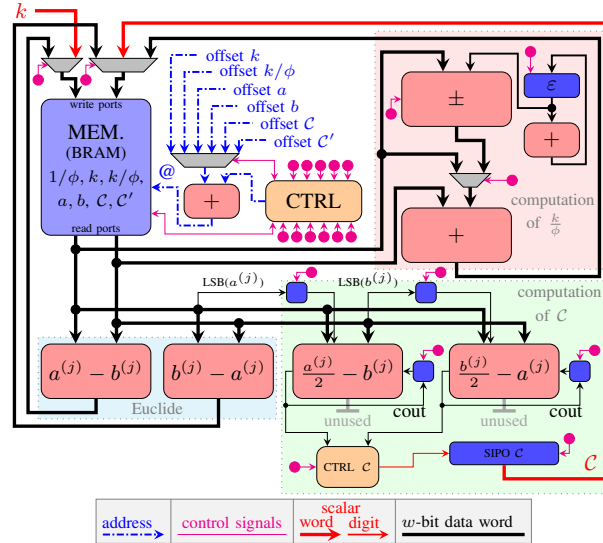 k
offset k
offset k/ϕ
offset a
offset b
offset C
offset C′
write ports
MEM.
(BRAM)
1/ϕ, k, k/ϕ,
a, b, C, C′
read ports
@
+
CTRL
±
ε
+
+
computation
of k/ϕ
LSB(a^(j))
LSB(b^(j))
computation
of C
a^(j) − b^(j)
b^(j) − a^(j)
Euclide
a^(j)/2 − b^(j)
b^(j)/2 − a^(j)
unused
cout
unused
cout
CTRL C
SIPO C
C
address
control signals
scalar
word
digit
w-bit data word